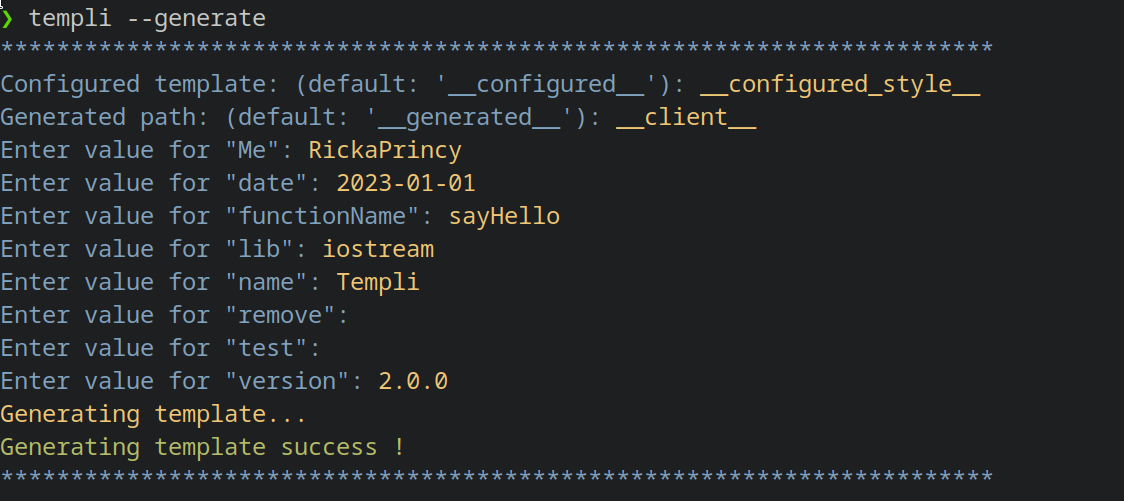 ❯ templi --generate
***********************************************************************
Configured template: (default: '__configured__'): __configured_style__
Generated path: (default: '__generated__'): __client__
Enter value for "Me": RickaPrincy
Enter value for "date": 2023-01-01
Enter value for "functionName": sayHello
Enter value for "lib": iostream
Enter value for "name": Templi
Enter value for "remove":
Enter value for "test":
Enter value for "version": 2.0.0
Generating template...
Generating template success !
***********************************************************************